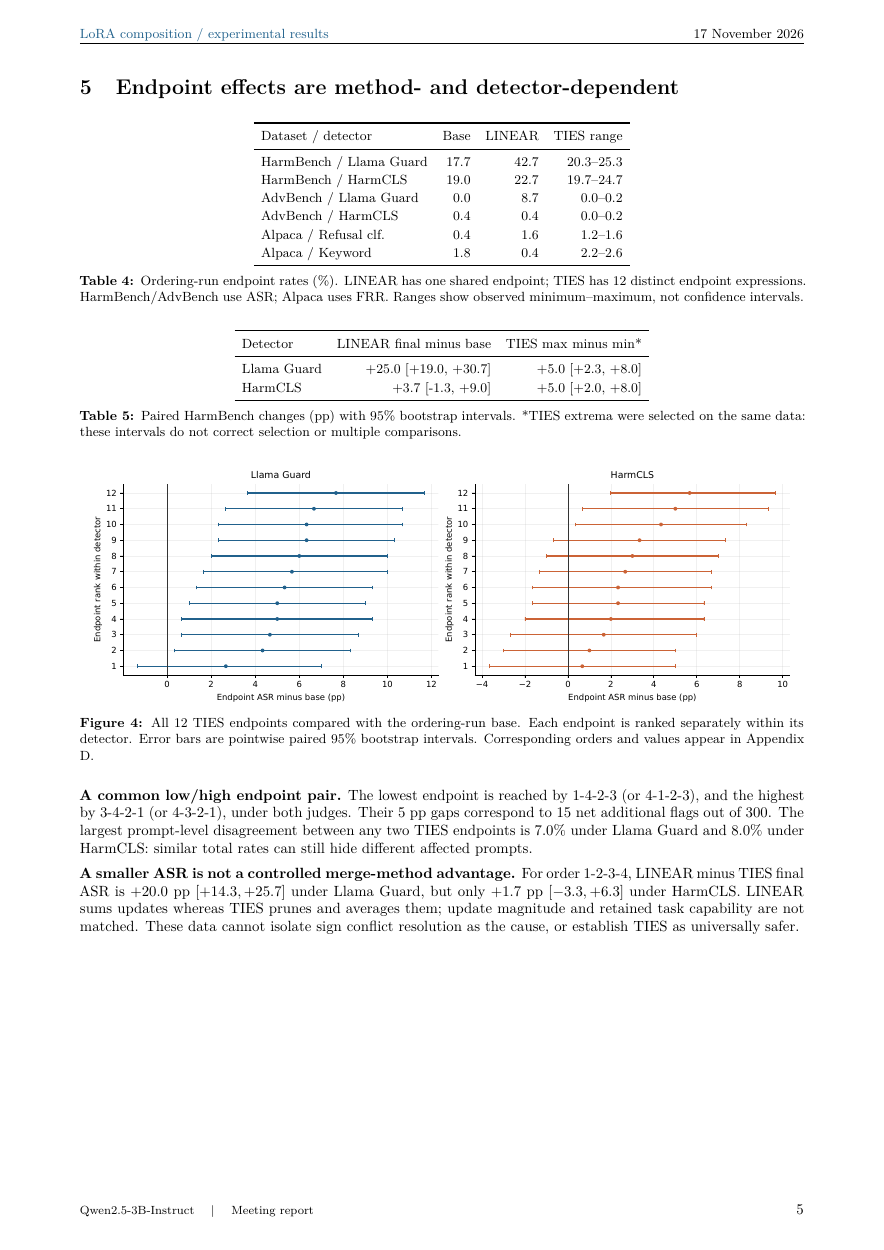 LoRA composition / experimental results 17 November 2026
5 Endpoint effects are method- and detector-dependent
Dataset / detector Base LINEAR TIES range
HarmBench / Llama Guard 17.7 42.7 20.3–25.3
HarmBench / HarmCLS 19.0 22.7 19.7–24.7
AdvBench / Llama Guard 0.0 8.7 0.0–0.2
AdvBench / HarmCLS 0.4 0.4 0.0–0.2
Alpaca / Refusal clf. 0.4 1.6 1.2–1.6
Alpaca / Keyword 1.8 0.4 2.2–2.6
Table 4: Ordering-run endpoint rates (%). LINEAR has one shared endpoint; TIES has 12 distinct endpoint expressions.
HarmBench/AdvBench use ASR; Alpaca uses FRR. Ranges show observed minimum–maximum, not confidence intervals.
Detector LINEAR final minus base TIES max minus min*
Llama Guard +25.0 [+19.0, +30.7] +5.0 [+2.3, +8.0]
HarmCLS +3.7 [-1.3, +9.0] +5.0 [+2.0, +8.0]
Table 5: Paired HarmBench changes (pp) with 95% bootstrap intervals. *TIES extrema were selected on the same data:
these intervals do not correct selection or multiple comparisons.
Llama Guard
Endpoint rank within detector
12
11
10
9
8
7
6
5
4
3
2
1
0 2 4 6 8 10 12
Endpoint ASR minus base (pp)
HarmCLS
Endpoint rank within detector
12
11
10
9
8
7
6
5
4
3
2
1
−4 −2 0 2 4 6 8 10
Endpoint ASR minus base (pp)
Figure 4: All 12 TIES endpoints compared with the ordering-run base. Each endpoint is ranked separately within its
detector. Error bars are pointwise paired 95% bootstrap intervals. Corresponding orders and values appear in Appendix
D.
A common low/high endpoint pair. The lowest endpoint is reached by 1-4-2-3 (or 4-1-2-3), and the highest
by 3-4-2-1 (or 4-3-2-1), under both judges. Their 5 pp gaps correspond to 15 net additional flags out of 300. The
largest prompt-level disagreement between any two TIES endpoints is 7.0% under Llama Guard and 8.0% under
HarmCLS: similar total rates can still hide different affected prompts.
A smaller ASR is not a controlled merge-method advantage. For order 1-2-3-4, LINEAR minus TIES final
ASR is +20.0 pp [+14.3, +25.7] under Llama Guard, but only +1.7 pp [−3.3, +6.3] under HarmCLS. LINEAR
sums updates whereas TIES prunes and averages them; update magnitude and retained task capability are not
matched. These data cannot isolate sign conflict resolution as the cause, or establish TIES as universally safer.
Qwen2.5-3B-Instruct | Meeting report 5